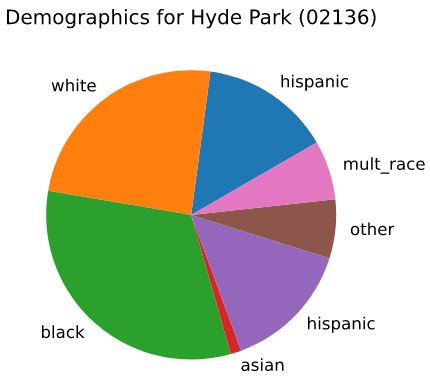 Demographics for Hyde Park (02136)
hispanic
white
mult_race
other
hispanic
black
asian